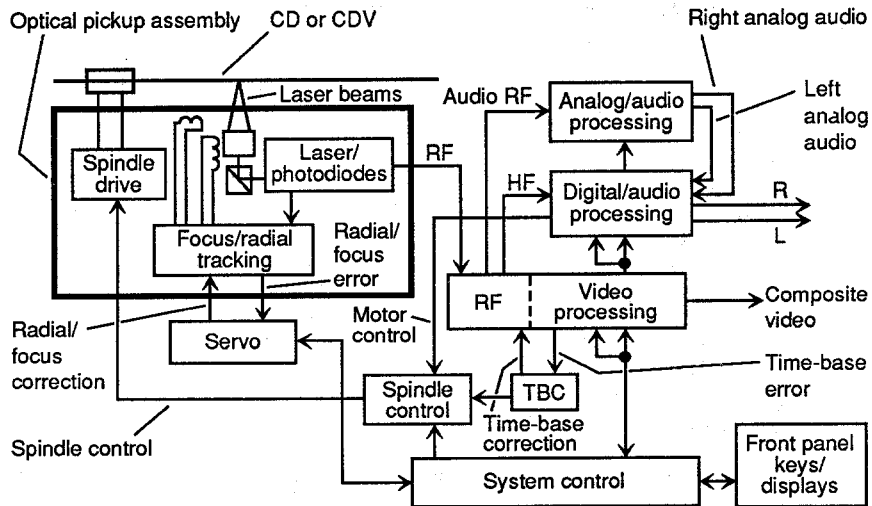 Optical pickup assembly
CD or CDV
Right analog audio
Laser beams
Audio RF
Analog/audio
processing
Left
analog
audio
Spindle
drive
Laser/
photodiodes
RF
HF
Digital/audio
processing
R
L
Focus/radial
tracking
Radial/
focus
error
RF
Video
processing
Composite
video
Radial/
focus
correction
Servo
Motor
control
Time-base
error
Spindle
control
TBC
Time-base
correction
Spindle control
System control
Front panel
keys/
displays